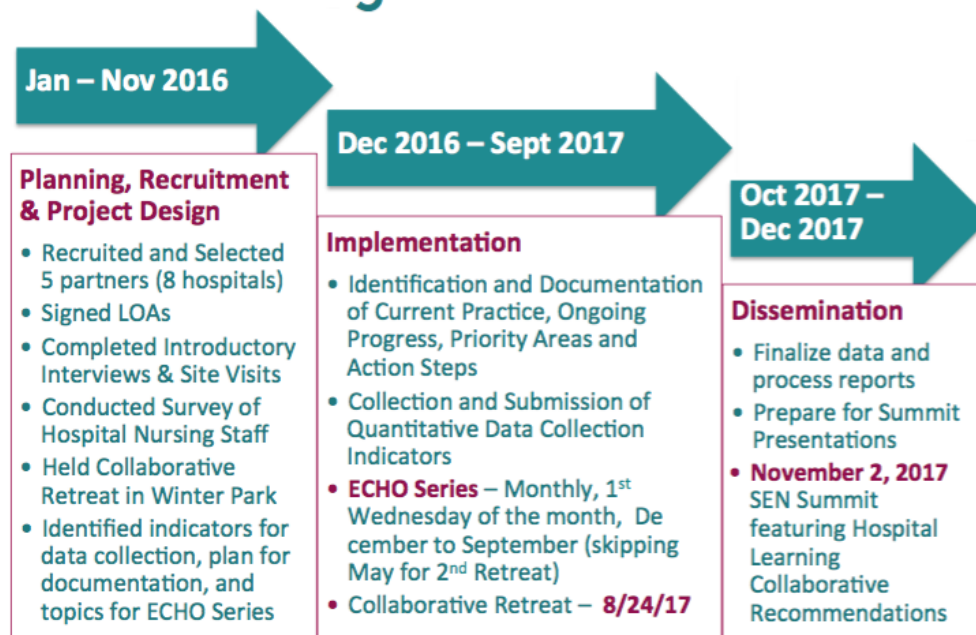 Jan – Nov 2016
Planning, Recruitment
& Project Design
• Recruited and Selected
5 partners (8 hospitals)
• Signed LOAs
• Completed Introductory
Interviews & Site Visits
• Conducted Survey of
Hospital Nursing Staff
• Held Collaborative
Retreat in Winter Park
• Identified indicators for
data collection, plan for
documentation, and
topics for ECHO Series
Dec 2016 – Sept 2017
Implementation
• Identification and Documentation
of Current Practice, Ongoing
Progress, Priority Areas and
Action Steps
• Collection and Submission of
Quantitative Data Collection
Indicators
• ECHO Series – Monthly, 1st
Wednesday of the month, De
cember to September (skipping
May for 2nd Retreat)
• Collaborative Retreat – 8/24/17
Oct 2017 –
Dec 2017
Dissemination
• Finalize data and
process reports
• Prepare for Summit
Presentations
• November 2, 2017
SEN Summit
featuring Hospital
Learning
Collaborative
Recommendations